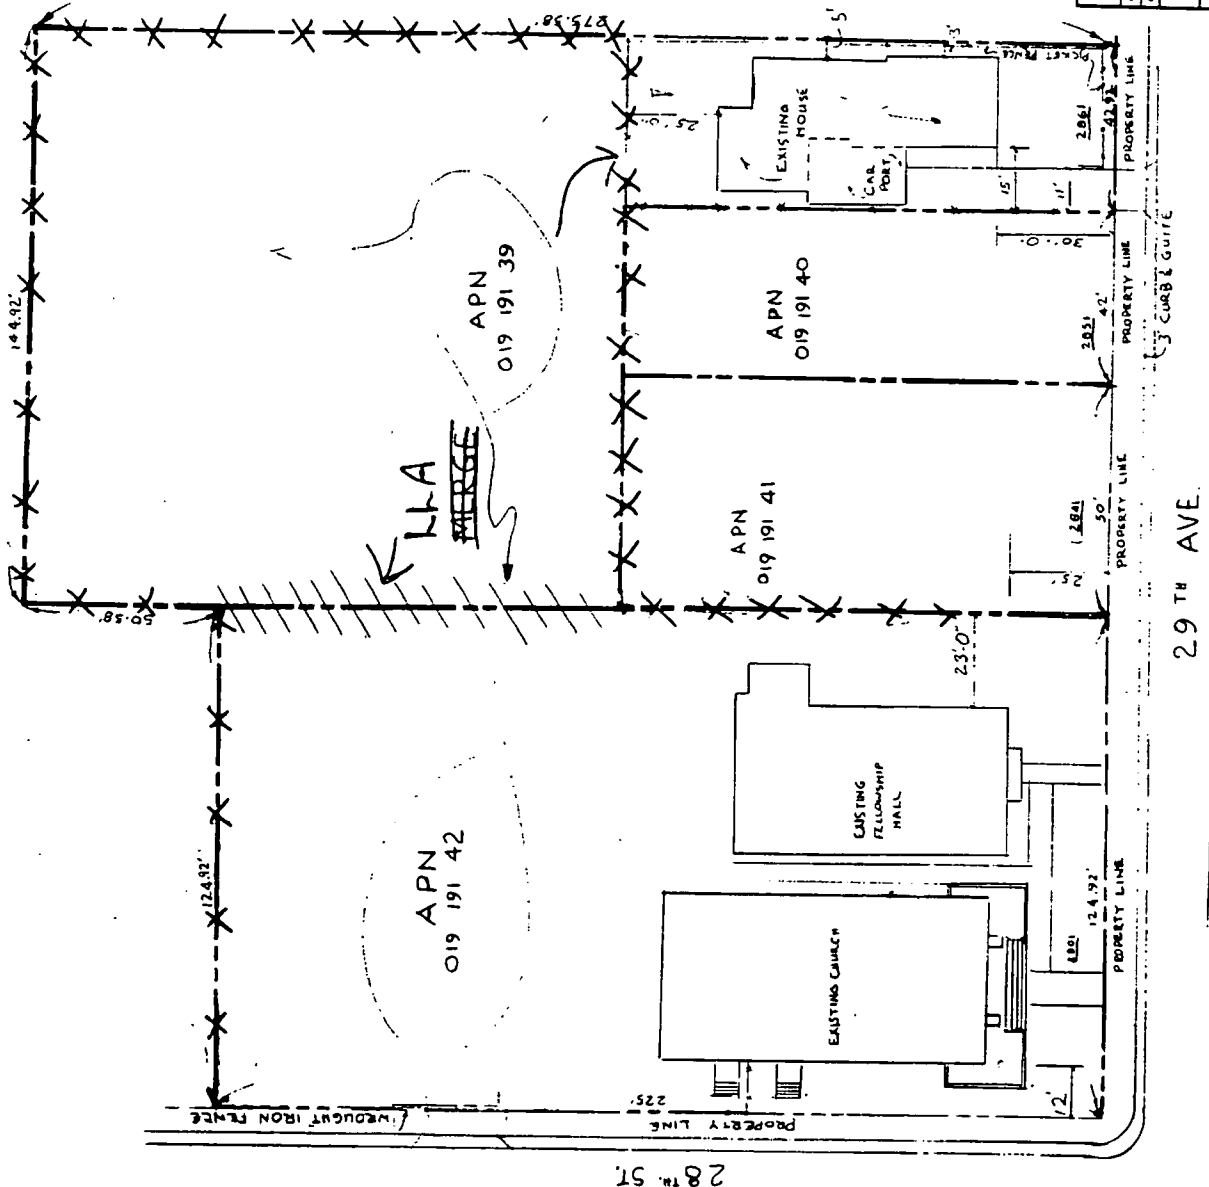 275.58'
5'
3'
PICKET FENCE
144.92'
25'.0"
EXISTING
HOUSE
CAR
PORT
15'
11'
2861
42.92
PROPERTY LINE
APN
019 191 39
30'.0"
APN
019 191 40
2851
42'
PROPERTY LINE
3' CURB & GUTTE
LLA
MERGE
APN
019 191 41
2841
50'
PROPERTY LINE
25'
50.58'
29TH AVE.
23'-0"
124.92'
APN
019 191 42
EXISTING
FELLOWSHIP
HALL
EXISTING CHURCH
2801
124.92'
PROPERTY LINE
12'
WROUGHT IRON FENCE
225'
PROPERTY LINE
28TH ST.